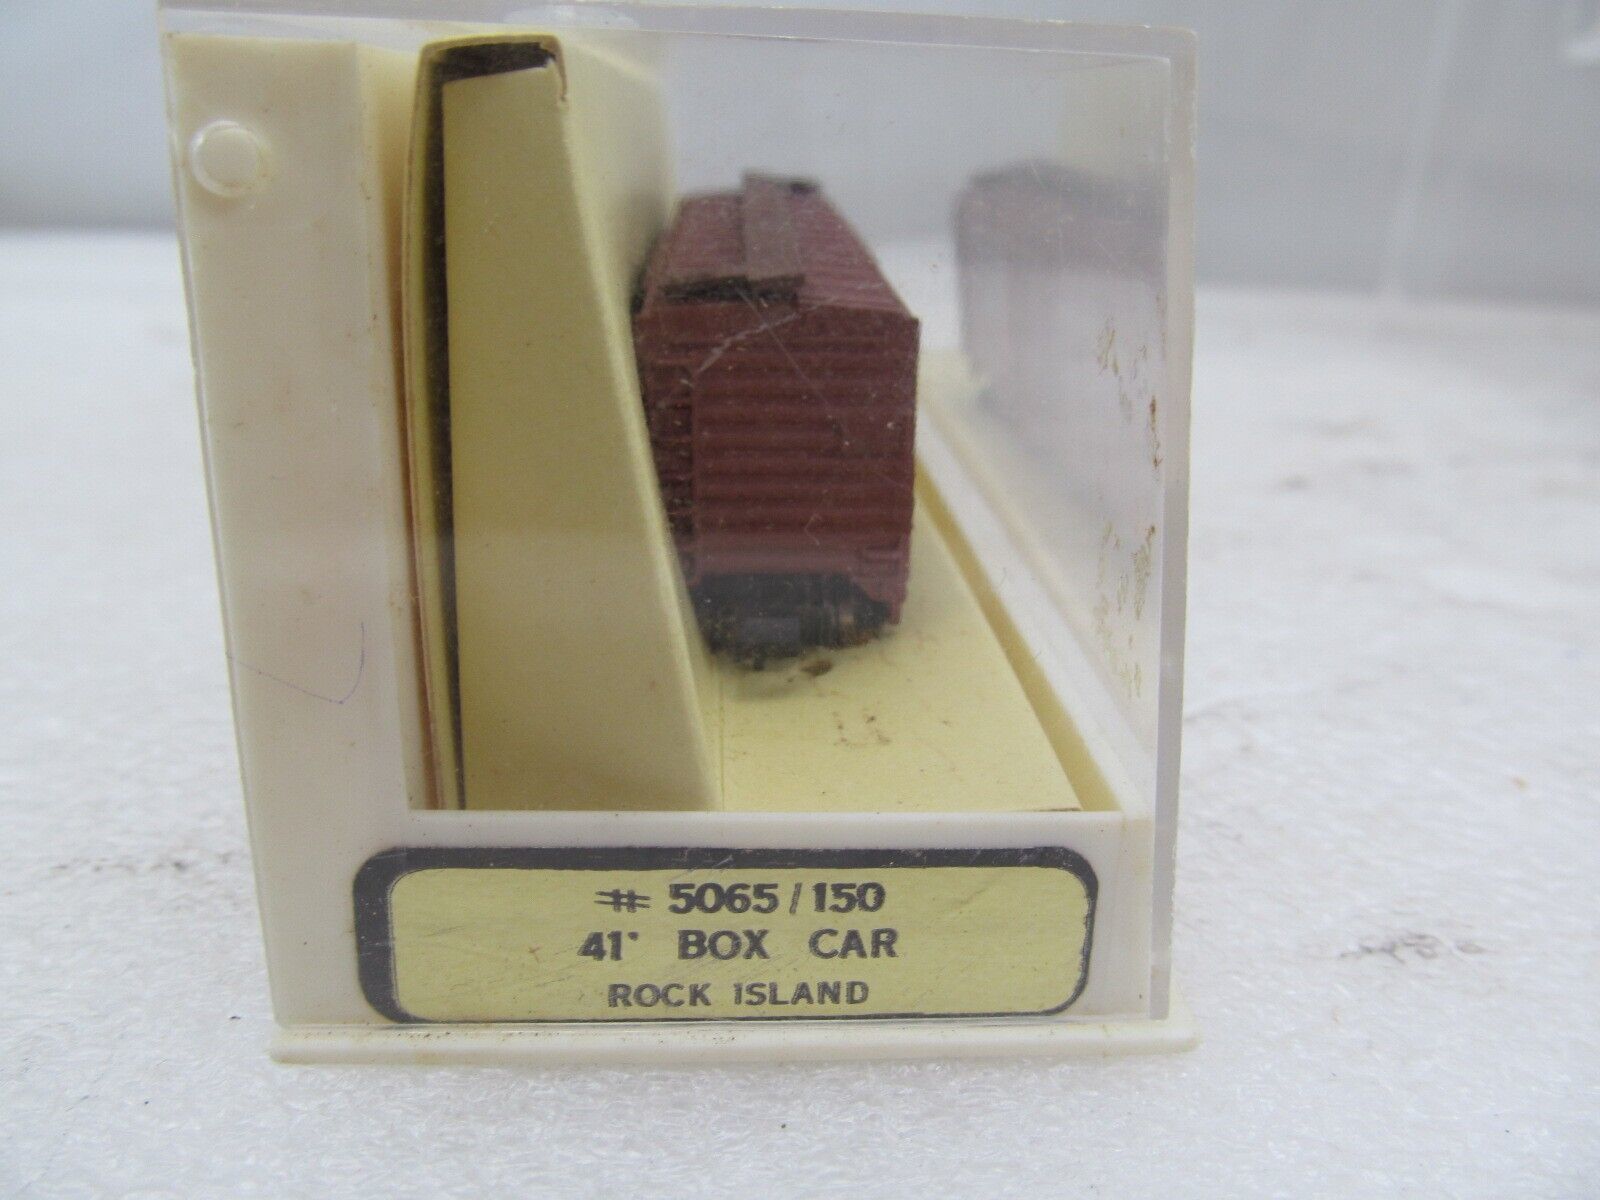 # 5065/150
41' BOX CAR
ROCK ISLAND